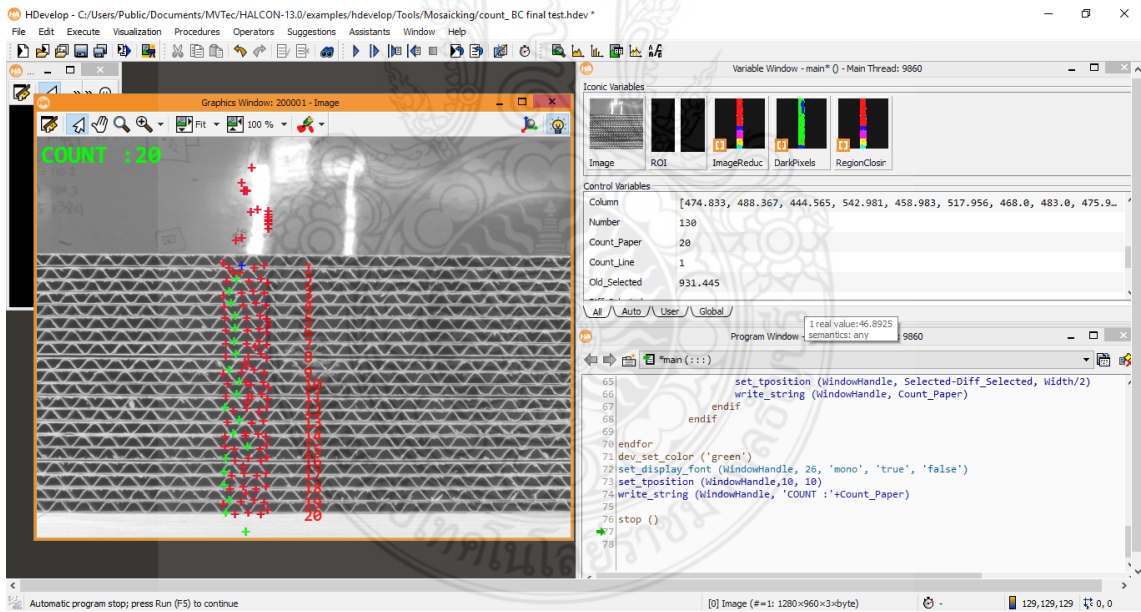 HDevelop - C:/Users/Public/Documents/MVTec/HALCON-13.0/examples/hdevelop/Tools/Mosaicking/count_ BC final test.hdev *
File Edit Execute Visualization Procedures Operators Suggestions Assistants Window Help
Graphics Window: 200001 - Image
Fit 100 %
COUNT :20
1
2
3
4
5
6
7
8
9
10
11
12
13
14
15
16
17
18
19
20
Variable Window - main* () - Main Thread: 9860
Iconic Variables
Image ROI ImageReduc DarkPixels RegionClosir
Control Variables
Column [474.833, 488.367, 444.565, 542.981, 458.983, 517.956, 468.0, 483.0, 475.9...
Number 130
Count_Paper 20
Count_Line 1
Old_Selected 931.445
All Auto User Global
1 real value:46.8925
semantics: any
Program Window - : 9860
*main ( : : : )
65 set_tposition (WindowHandle, Selected-Diff_Selected, Width/2)
66 write_string (WindowHandle, Count_Paper)
67 endif
68 endif
69
70 endfor
71 dev_set_color ('green')
72 set_display_font (WindowHandle, 26, 'mono', 'true', 'false')
73 set_tposition (WindowHandle,10, 10)
74 write_string (WindowHandle, 'COUNT :'+Count_Paper)
75
76 stop ()
77
78
Automatic program stop; press Run (F5) to continue
[0] Image (#=1: 1280×960×3×byte) - 129,129,129 0, 0